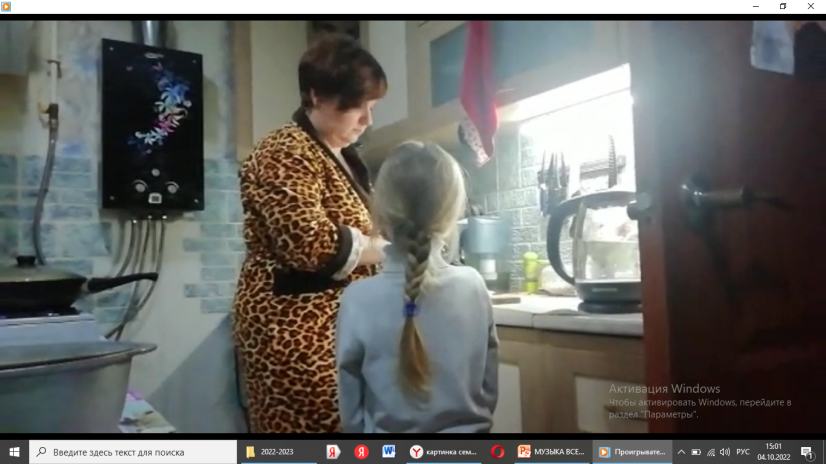 Активация Windows
Чтобы активировать Windows, перейдите в
раздел "Параметры".
Введите здесь текст для поиска
2022-2023
картинка сем...
МУЗЫКА ВСЕ...
Проигрывате...
РУС
15:01
04.10.2022
1